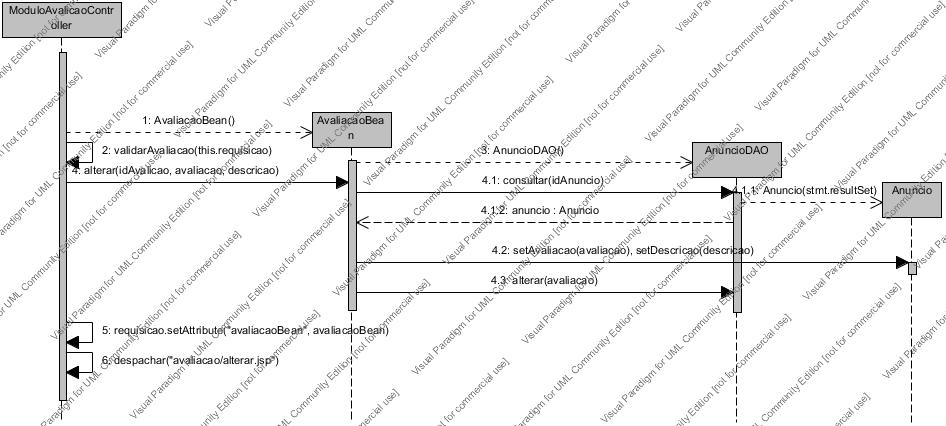 ModuloAvalicaoContr
oller
1: AvaliacaoBean()
AvaliacaoBea
n
2: validarAvaliacao(this.requisicao)
3: AnuncioDAO()
AnuncioDAO
4: alterar(idAvalicao, avaliacao, descricao)
4.1: consultar(idAnuncio)
4.1.1: Anuncio(stmt.resultSet)
Anuncio
4.1.2: anuncio : Anuncio
4.2: setAvaliacao(avaliacao), setDescricao(descricao)
4.3: alterar(avaliacao)
5: requisicao.setAttribute("avaliacaoBean", avaliacaoBean)
6: despachar("avaliacao/alterar.jsp")
Visual Paradigm for UML Community Edition [not for commercial use]